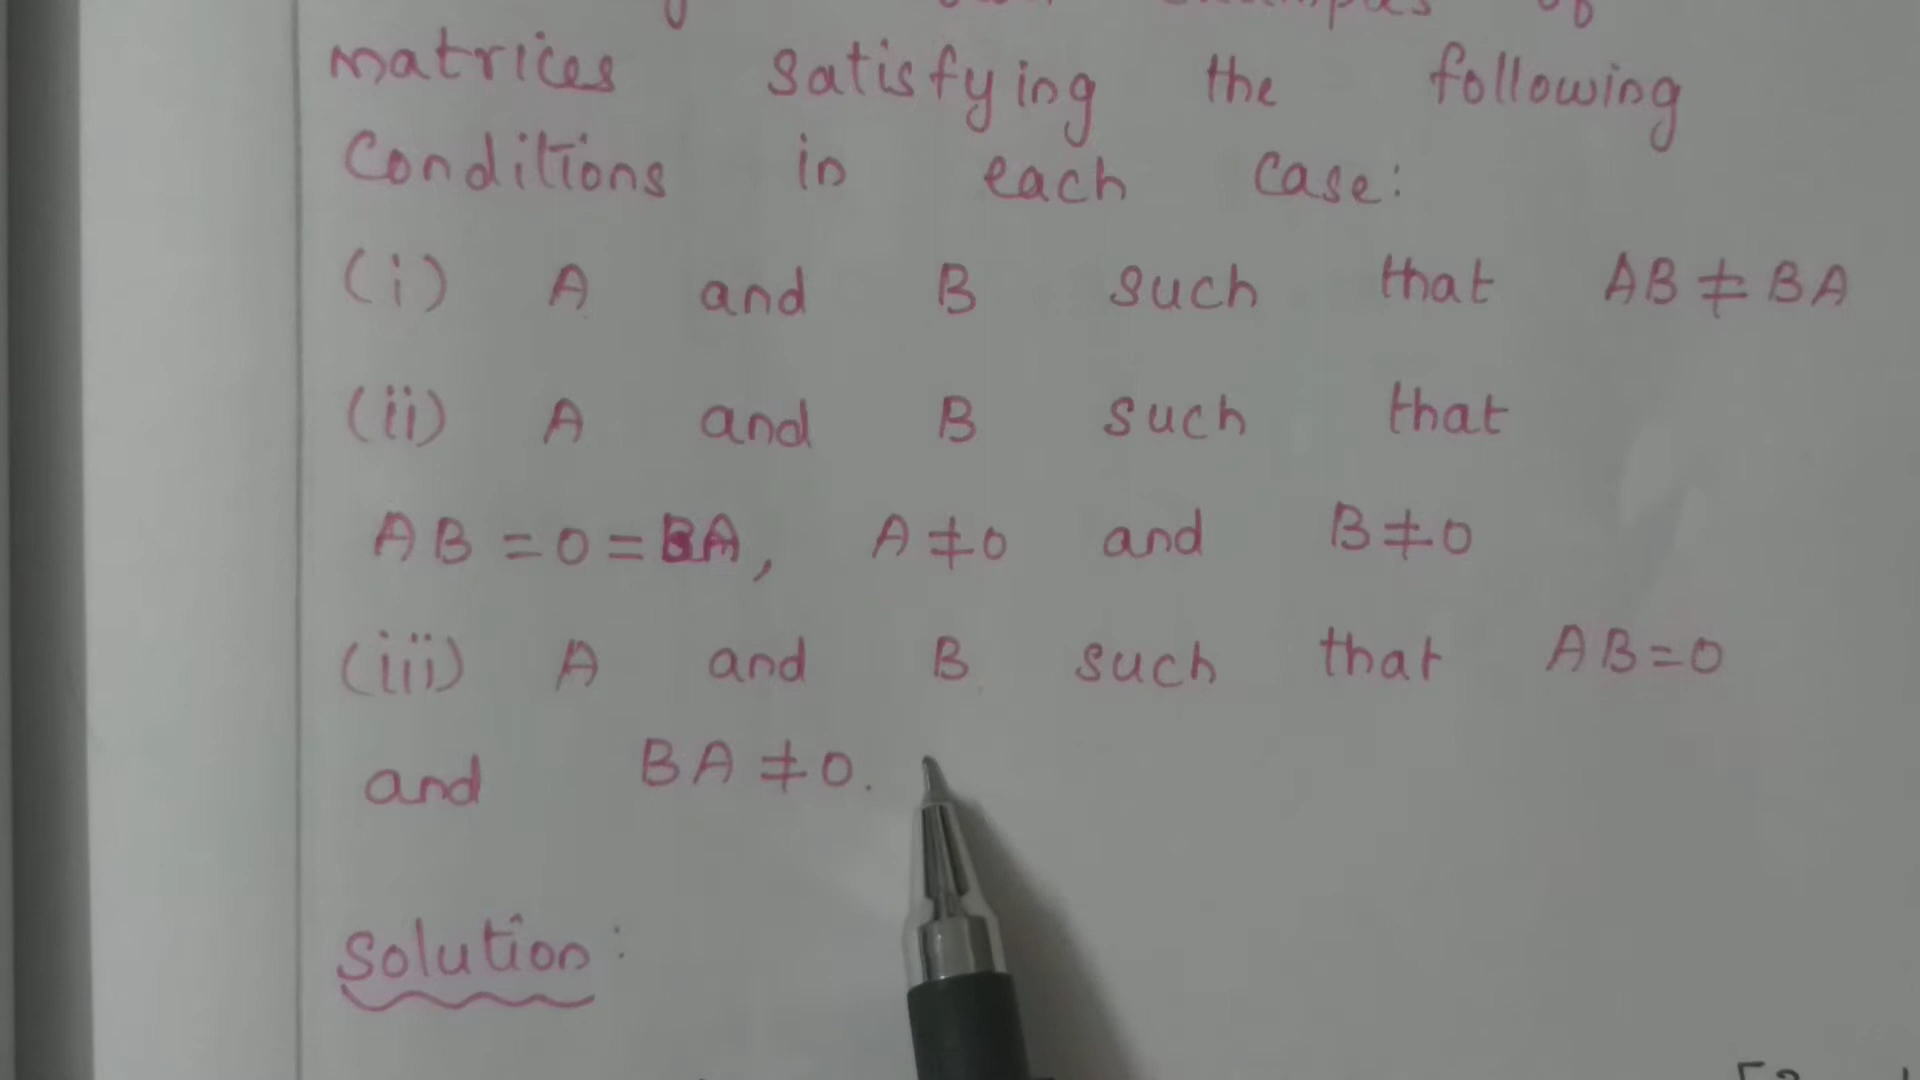 matrices satisfying the following
Conditions in each case:
(i) A and B such that AB ≠ BA
(ii) A and B such that
AB = 0 = BA, A ≠ 0 and B ≠ 0
(iii) A and B such that AB = 0
and BA ≠ 0.
Solution: